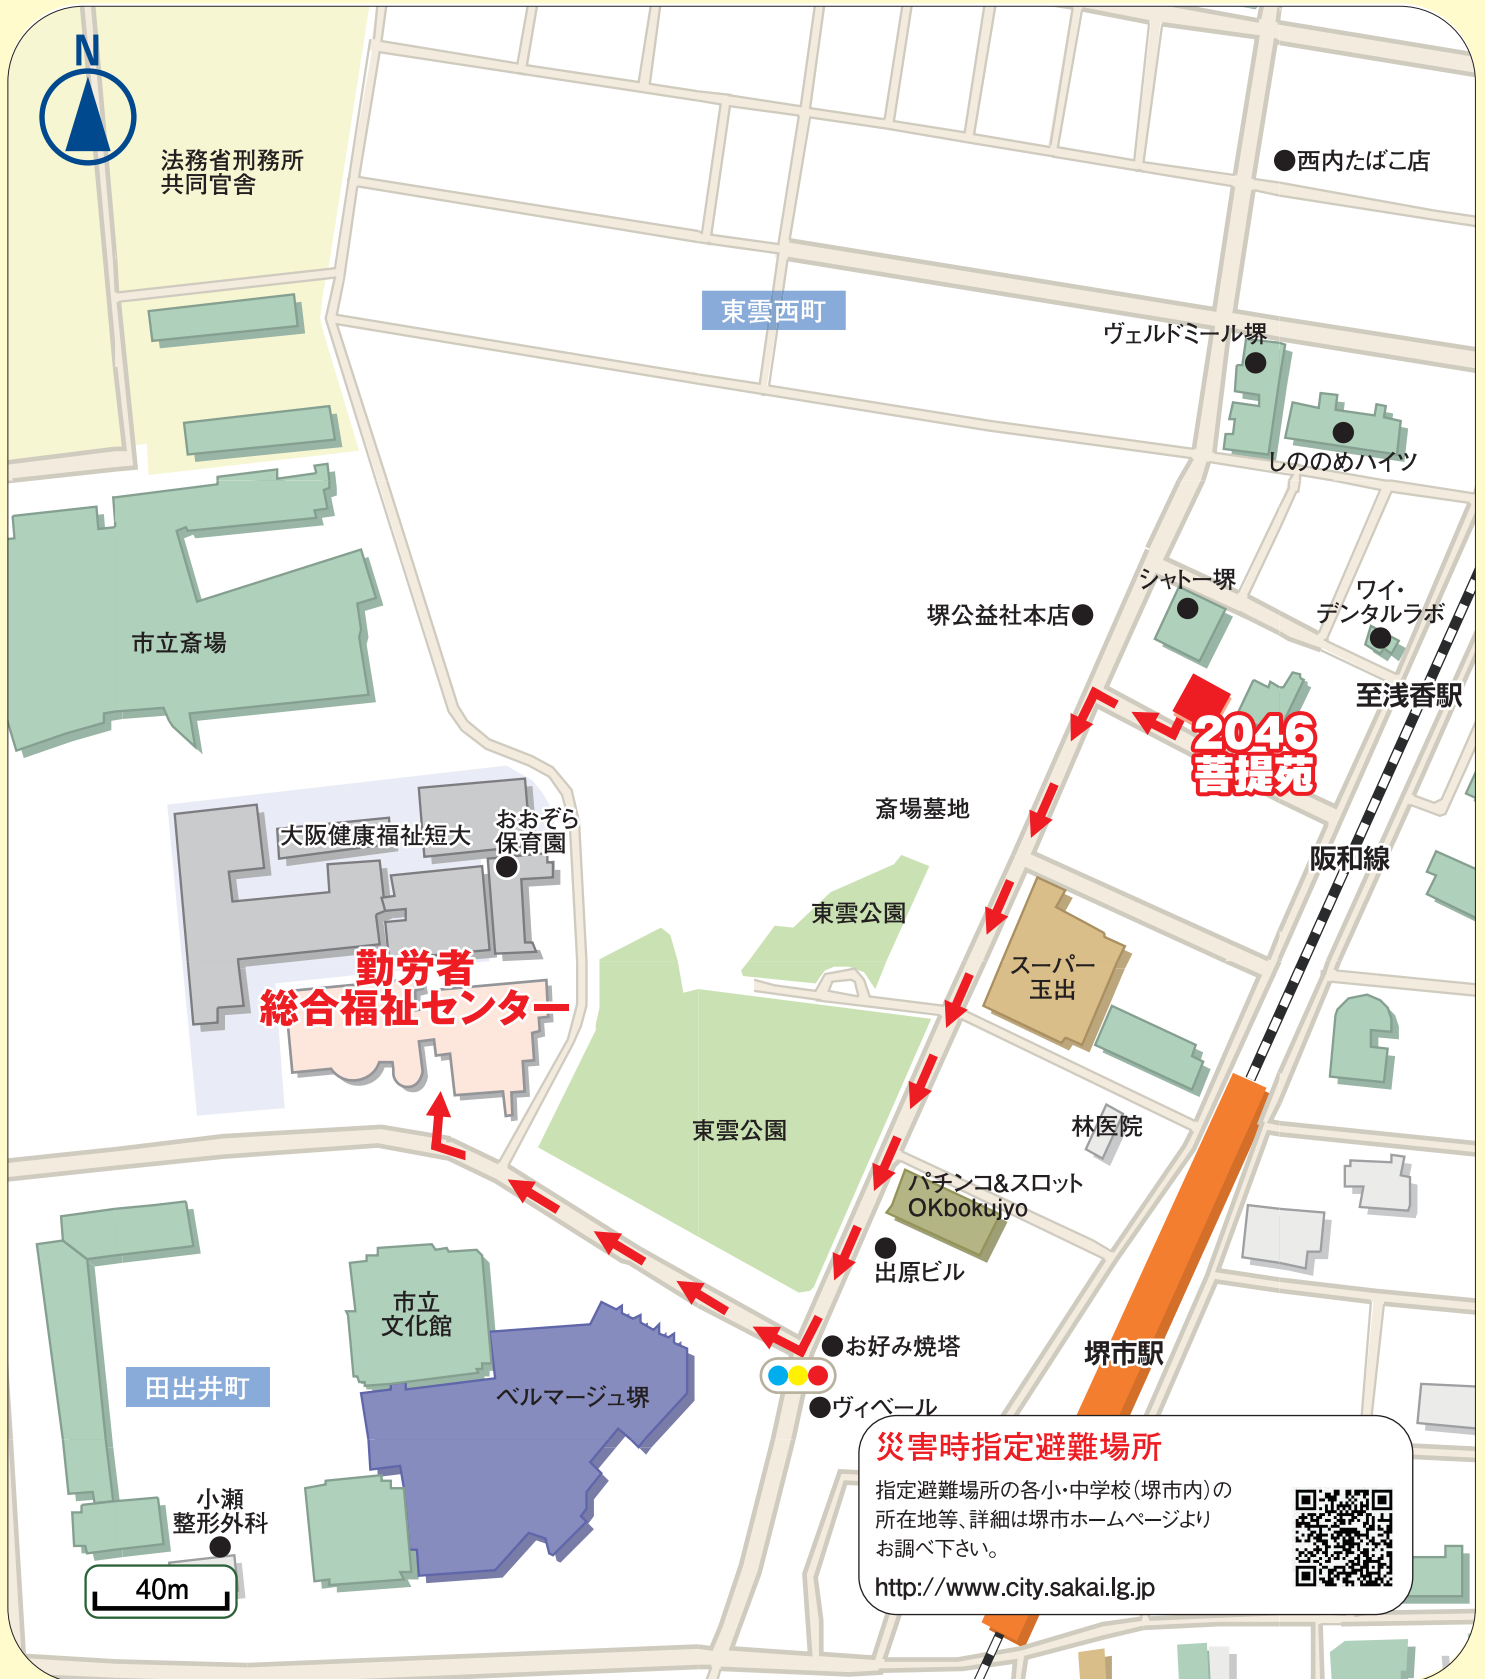 N
法務省刑務所
共同官舎
西内たばこ店
東雲西町
ヴェルドミール堺
しののめハイツ
シャトー堺
ワイ・
デンタルラボ
堺公益社本店
至浅香駅
市立斎場
2046
菩提苑
斎場墓地
大阪健康福祉短大
おおぞら
保育園
阪和線
東雲公園
勤労者
総合福祉センター
スーパー
玉出
東雲公園
林医院
パチンコ&スロット
OKbokujyo
出原ビル
市立
文化館
お好み焼塔
堺市駅
田出井町
ベルマージュ堺
ヴィベール
小瀬
整形外科
40m
災害時指定避難場所
指定避難場所の各小・中学校（堺市内）の
所在地等、詳細は堺市ホームページより
お調べ下さい。
http://www.city.sakai.lg.jp